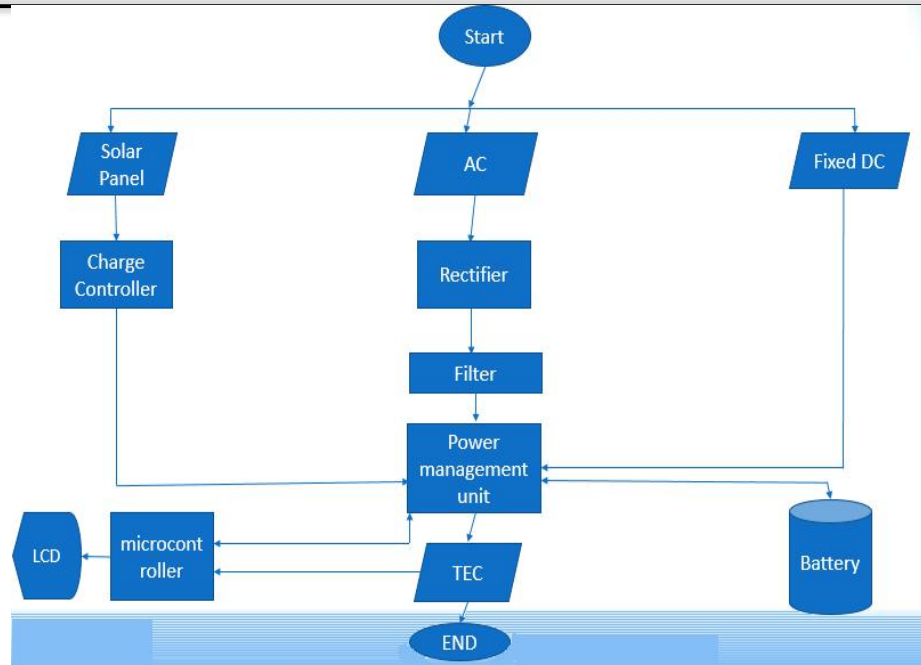 Start
Solar
Panel
AC
Fixed DC
Charge
Controller
Rectifier
Filter
Power
management
unit
LCD
microcont
roller
TEC
Battery
END